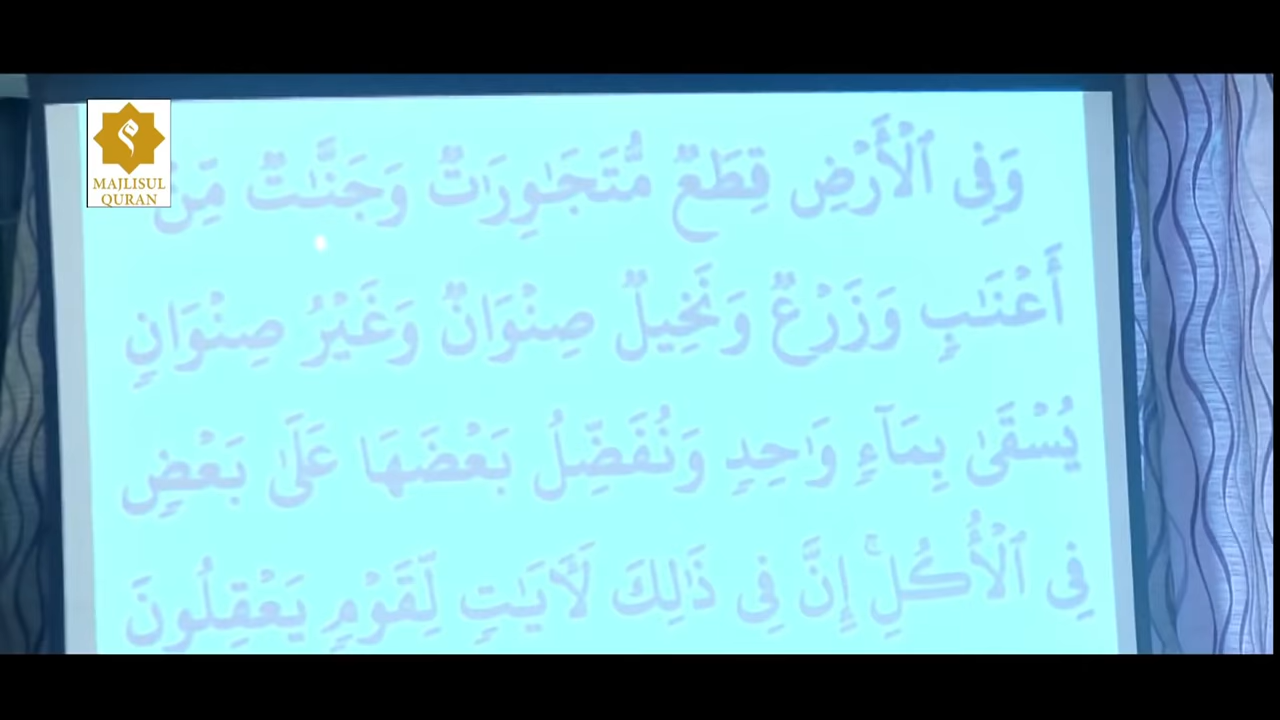 MAJLISUL
QURAN
وَفِى ٱلْأَرْضِ قِطَعٌ مُّتَجَـٰوِرَٰتٌ وَجَنَّـٰتٌ مِّنْ
أَعْنَـٰبٍ وَزَرْعٌ وَنَخِيلٌ صِنْوَانٌ وَغَيْرُ صِنْوَانٍ
يُسْقَىٰ بِمَآءٍ وَٰحِدٍ وَنُفَضِّلُ بَعْضَهَا عَلَىٰ بَعْضٍ
فِى ٱلْأُكُلِ ۚ إِنَّ فِى ذَٰلِكَ لَـَٔايَـٰتٍ لِّقَوْمٍ يَعْقِلُونَ